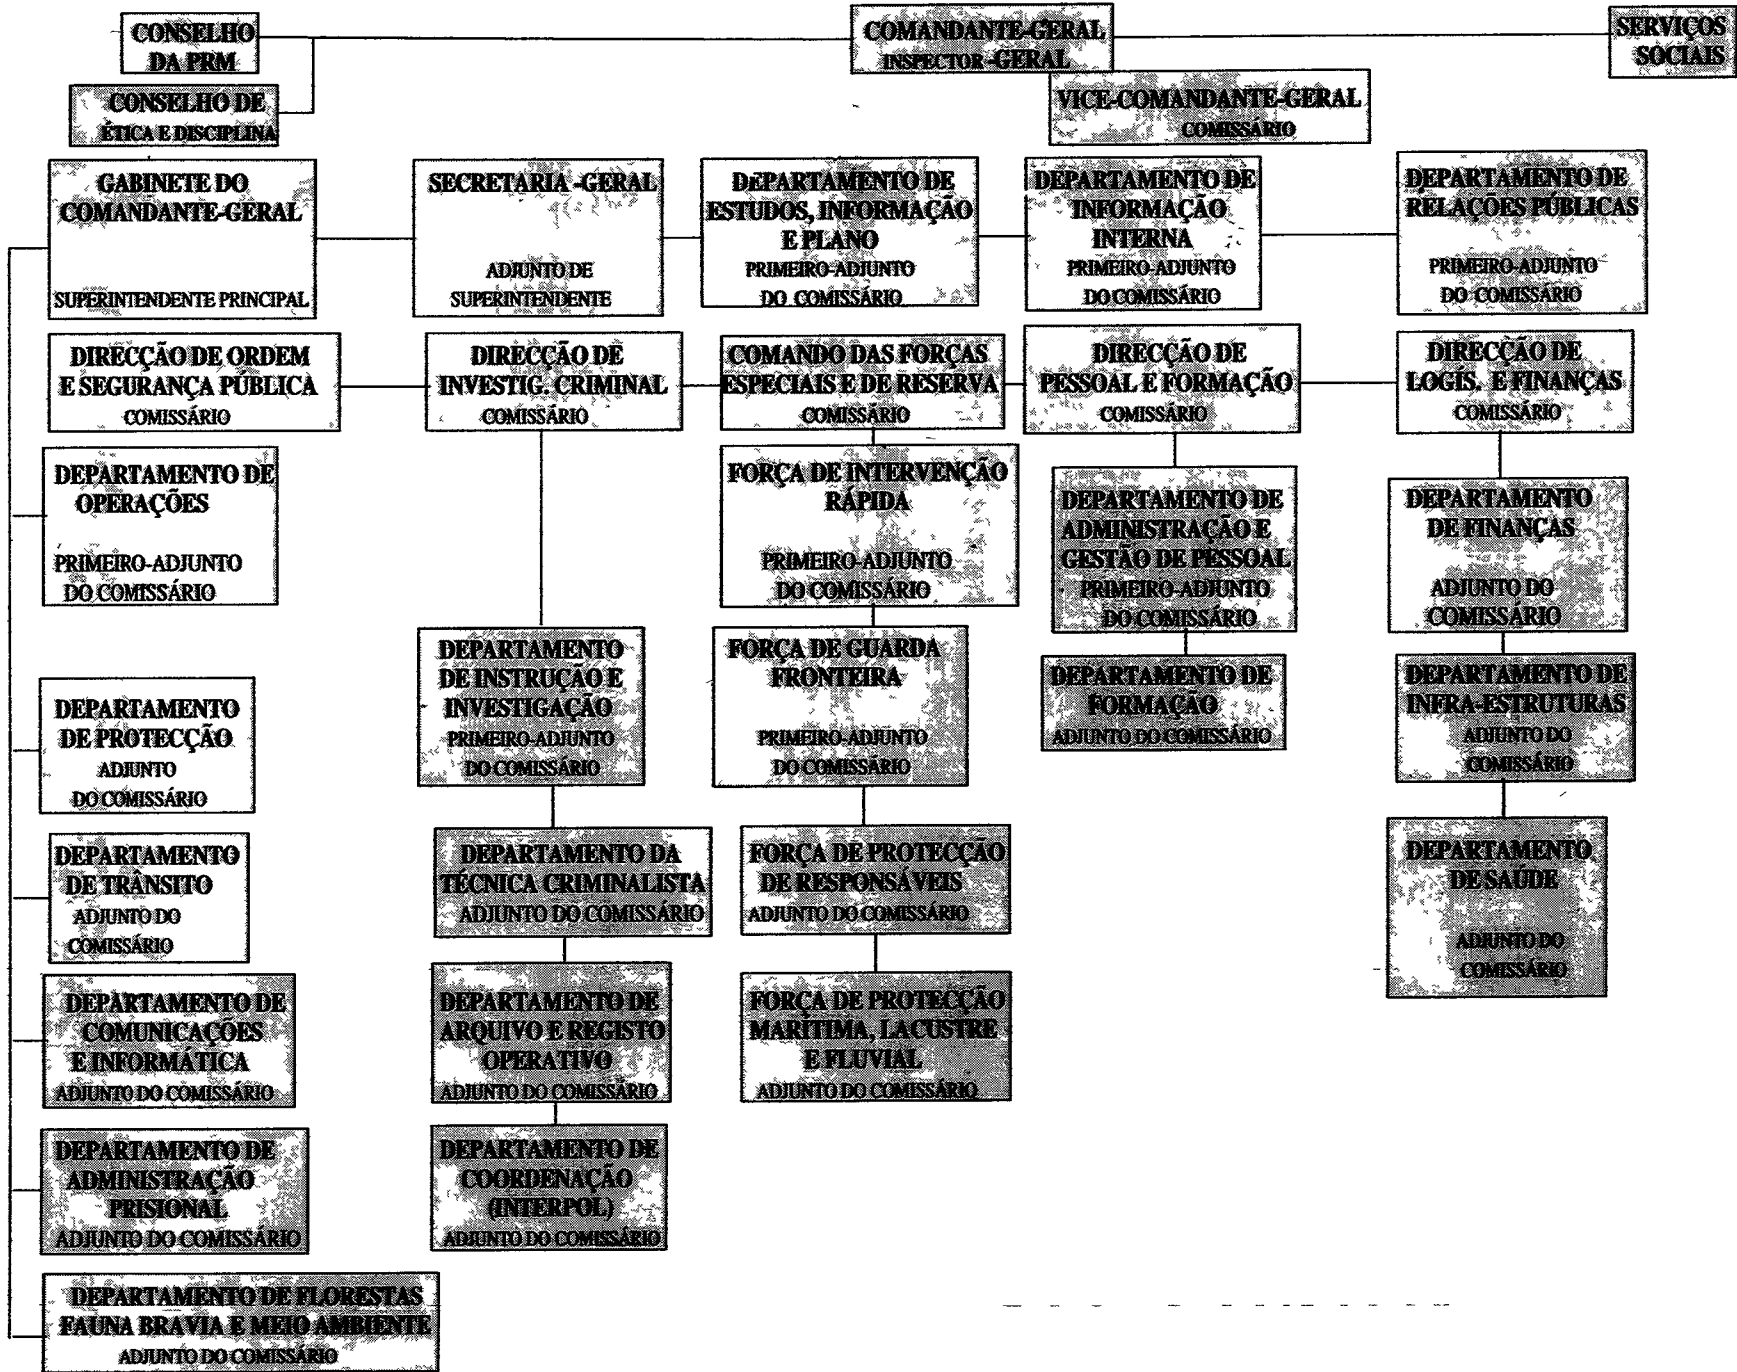 CONSELHO
DA PRM
COMANDANTE-GERAL
INSPECTOR-GERAL
SERVIÇOS
SOCIAIS
CONSELHO DE
ÉTICA E DISCIPLINA
VICE-COMANDANTE-GERAL
COMISSÁRIO
GABINETE DO
COMANDANTE-GERAL
SUPERINTENDENTE PRINCIPAL
SECRETARIA -GERAL
ADJUNTO DE
SUPERINTENDENTE
DEPARTAMENTO DE
ESTUDOS, INFORMAÇÃO
E PLANO
PRIMEIRO-ADJUNTO
DO COMISSÁRIO
DEPARTAMENTO DE
INFORMAÇÃO
INTERNA
PRIMEIRO-ADJUNTO
DO COMISSÁRIO
DEPARTAMENTO DE
RELAÇÕES PÚBLICAS
PRIMEIRO-ADJUNTO
DO COMISSÁRIO
DIRECÇÃO DE ORDEM
E SEGURANÇA PÚBLICA
COMISSÁRIO
DIRECÇÃO DE
INVESTIG. CRIMINAL
COMISSÁRIO
COMANDO DAS FORÇAS
ESPECIAIS E DE RESERVA
COMISSÁRIO
DIRECÇÃO DE
PESSOAL E FORMAÇÃO
COMISSÁRIO
DIRECÇÃO DE
LOGÍS. E FINANÇAS
COMISSÁRIO
DEPARTAMENTO DE
OPERAÇÕES
PRIMEIRO-ADJUNTO
DO COMISSÁRIO
FORÇA DE INTERVENÇÃO
RÁPIDA
PRIMEIRO-ADJUNTO
DO COMISSÁRIO
DEPARTAMENTO DE
ADMINISTRAÇÃO E
GESTÃO DE PESSOAL
PRIMEIRO-ADJUNTO
DO COMISSÁRIO
DEPARTAMENTO
DE FINANÇAS
ADJUNTO DO
COMISSÁRIO
DEPARTAMENTO
DE PROTECÇÃO
ADJUNTO
DO COMISSÁRIO
DEPARTAMENTO
DE INSTRUÇÃO E
INVESTIGAÇÃO
PRIMEIRO-ADJUNTO
DO COMISSÁRIO
FORÇA DE GUARDA
FRONTEIRA
PRIMEIRO-ADJUNTO
DO COMISSÁRIO
DEPARTAMENTO DE
FORMAÇÃO
ADJUNTO DO COMISSÁRIO
DEPARTAMENTO DE
INFRA-ESTRUTURAS
ADJUNTO DO
COMISSÁRIO
DEPARTAMENTO
DE TRÂNSITO
ADJUNTO DO
COMISSÁRIO
DEPARTAMENTO DA
TÉCNICA CRIMINALISTA
ADJUNTO DO COMISSÁRIO
FORÇA DE PROTECÇÃO
DE RESPONSÁVEIS
ADJUNTO DO COMISSÁRIO
DEPARTAMENTO
DE SAÚDE
ADJUNTO DO
COMISSÁRIO
DEPARTAMENTO DE
COMUNICAÇÕES
E INFORMÁTICA
ADJUNTO DO COMISSÁRIO
DEPARTAMENTO DE
ARQUIVO E REGISTO
OPERATIVO
ADJUNTO DO COMISSÁRIO
FORÇA DE PROTECÇÃO
MARÍTIMA, LACUSTRE
E FLUVIAL
ADJUNTO DO COMISSÁRIO
DEPARTAMENTO DE
ADMINISTRAÇÃO
PRISIONAL
ADJUNTO DO COMISSÁRIO
DEPARTAMENTO DE
COORDENAÇÃO
(INTERPOL)
ADJUNTO DO COMISSÁRIO
DEPARTAMENTO DE FLORESTAS
FAUNA BRAVIA E MEIO AMBIENTE
ADJUNTO DO COMISSÁRIO